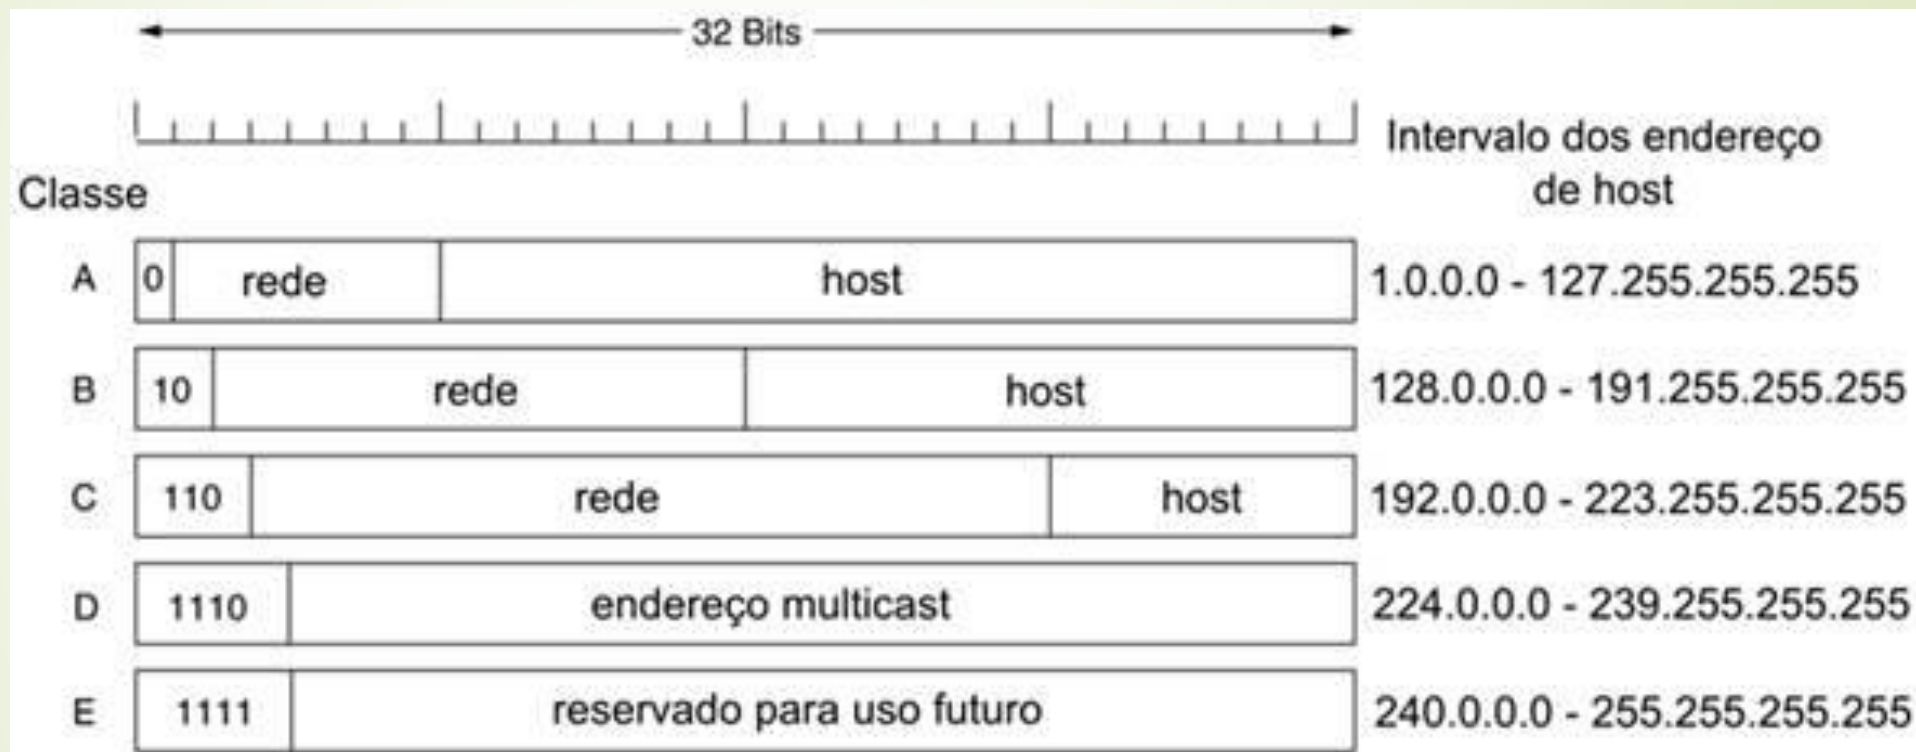 32 Bits
Intervalo dos endereço
de host
Classe
A 0 rede host 1.0.0.0 - 127.255.255.255
B 10 rede host 128.0.0.0 - 191.255.255.255
C 110 rede host 192.0.0.0 - 223.255.255.255
D 1110 endereço multicast 224.0.0.0 - 239.255.255.255
E 1111 reservado para uso futuro 240.0.0.0 - 255.255.255.255